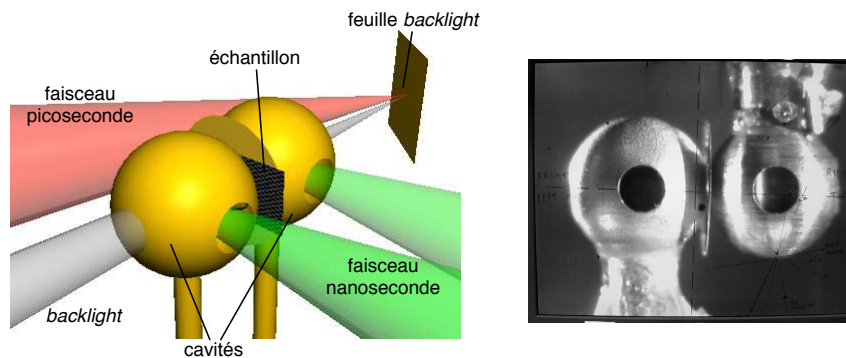 feuille backlight
échantillon
faisceau
picoseconde
faisceau
nanoseconde
backlight
cavités